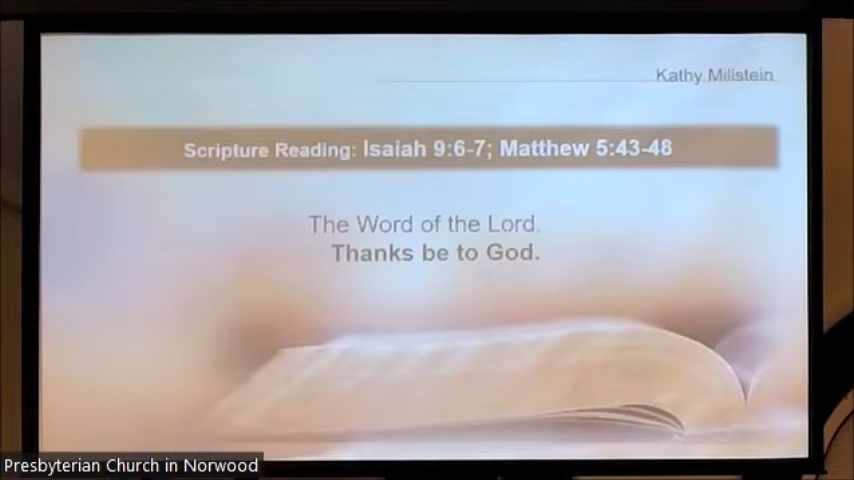 Kathy Millstein
Scripture Reading: Isaiah 9:6-7; Matthew 5:43-48
The Word of the Lord.
Thanks be to God.
Presbyterian Church in Norwood